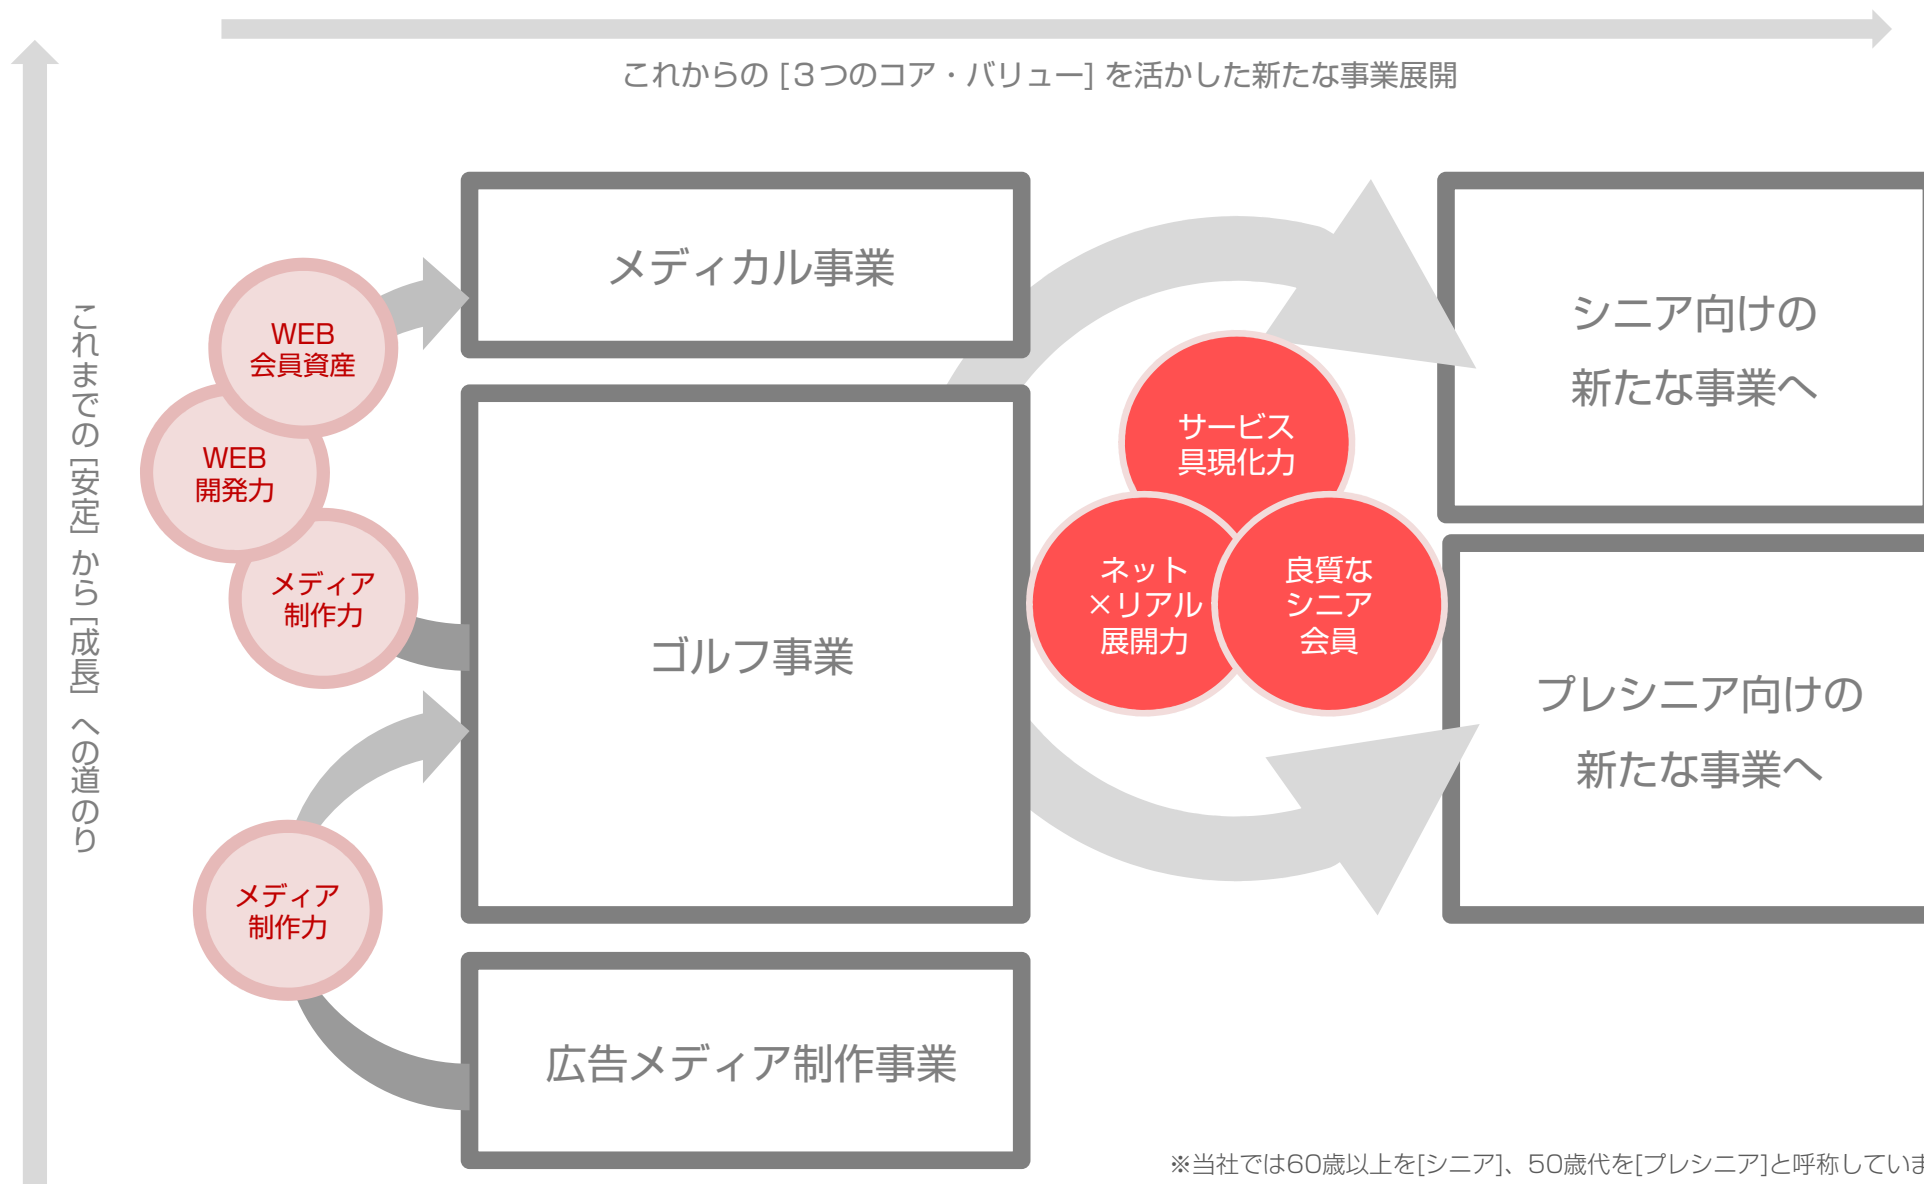 これからの [３つのコア・バリュー] を活かした新たな事業展開
これまでの [安定] から [成長] への道のり
メディカル事業
WEB
会員資産
WEB
開発力
メディア
制作力
ゴルフ事業
メディア
制作力
広告メディア制作事業
サービス
具現化力
ネット
×リアル
展開力
良質な
シニア
会員
シニア向けの
新たな事業へ
プレシニア向けの
新たな事業へ
※当社では60歳以上を[シニア]、50歳代を[プレシニア]と呼称していま